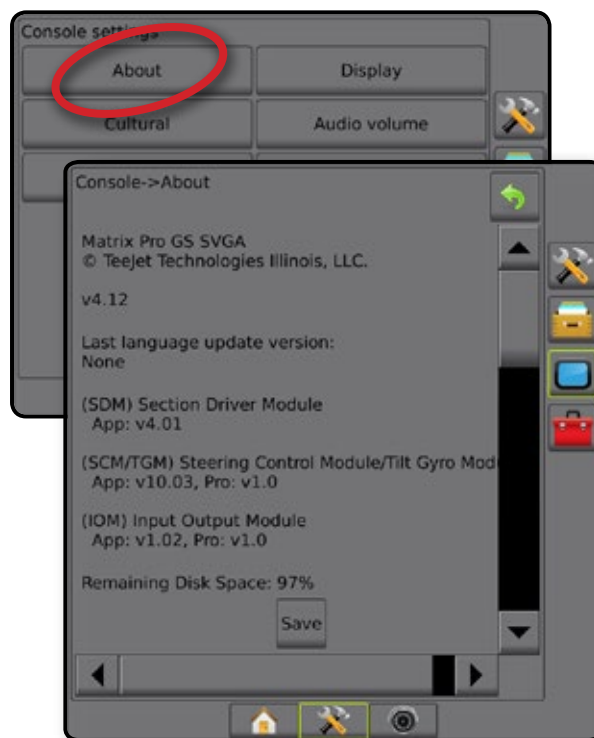 Console settings
About
Display
Cultural
Audio volume
Console->About
Matrix Pro GS SVGA
© TeeJet Technologies Illinois, LLC.
v4.12
Last language update version:
None
(SDM) Section Driver Module
App: v4.01
(SCM/TGM) Steering Control Module/Tilt Gyro Mod
App: v10.03, Pro: v1.0
(IOM) Input Output Module
App: v1.02, Pro: v1.0
Remaining Disk Space: 97%
Save